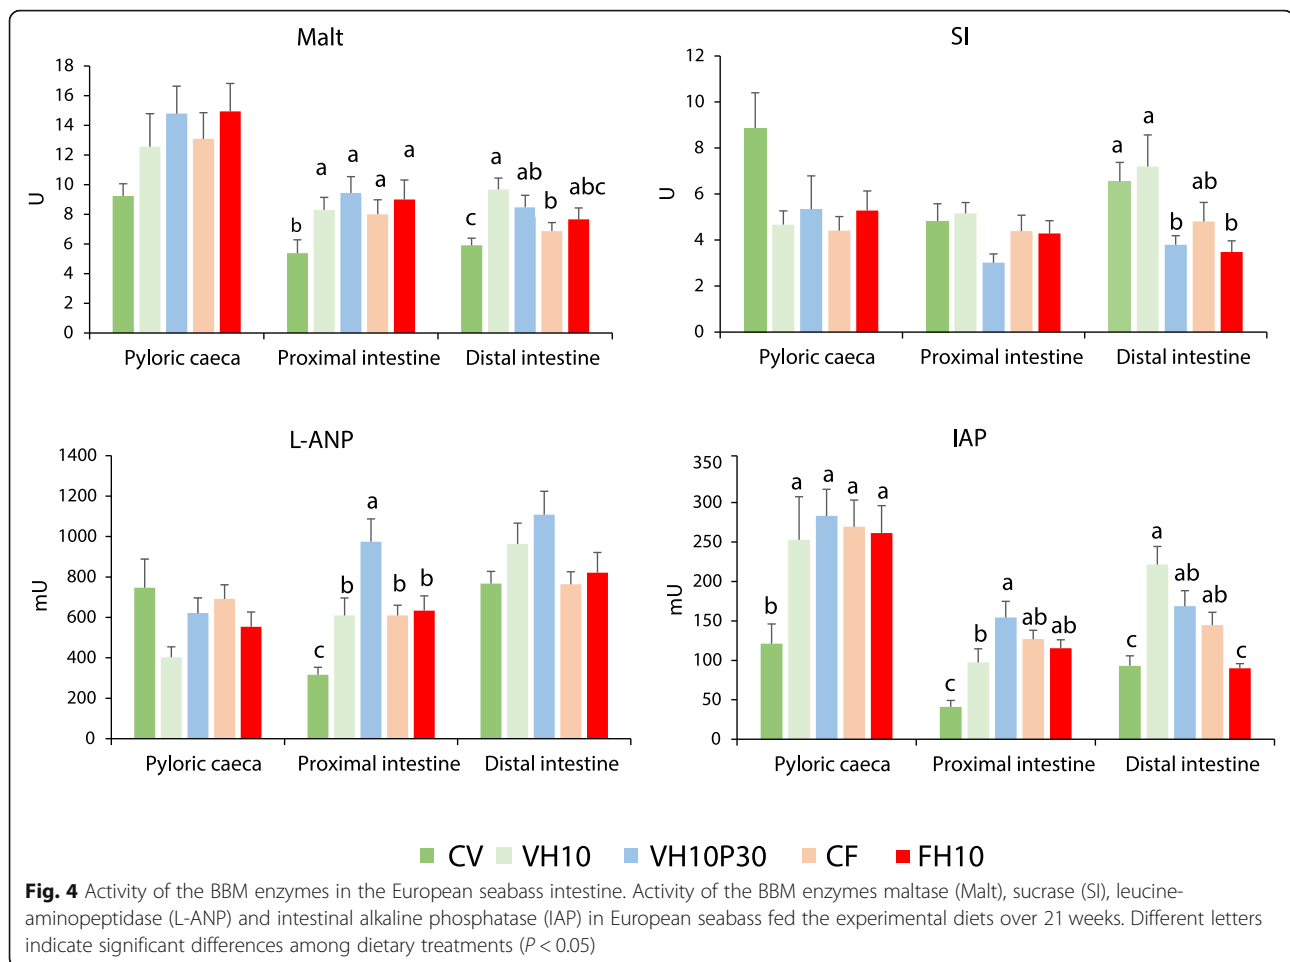 Malt
18
16
14
12
10
8
6
4
2
0
U
b
a
a
a
a
c
a
ab
b
abc
Pyloric caeca
Proximal intestine
Distal intestine
SI
12
10
8
6
4
2
0
U
a
a
b
ab
b
Pyloric caeca
Proximal intestine
Distal intestine
L-ANP
1400
1200
1000
800
600
400
200
0
mU
c
b
a
b
b
Pyloric caeca
Proximal intestine
Distal intestine
IAP
350
300
250
200
150
100
50
0
mU
b
a
a
a
a
c
b
a
ab
ab
c
a
ab
ab
c
Pyloric caeca
Proximal intestine
Distal intestine
CV VH10 VH10P30 CF FH10
Fig. 4 Activity of the BBM enzymes in the European seabass intestine. Activity of the BBM enzymes maltase (Malt), sucrase (SI), leucine-
aminopeptidase (L-ANP) and intestinal alkaline phosphatase (IAP) in European seabass fed the experimental diets over 21 weeks. Different letters
indicate significant differences among dietary treatments (P < 0.05)